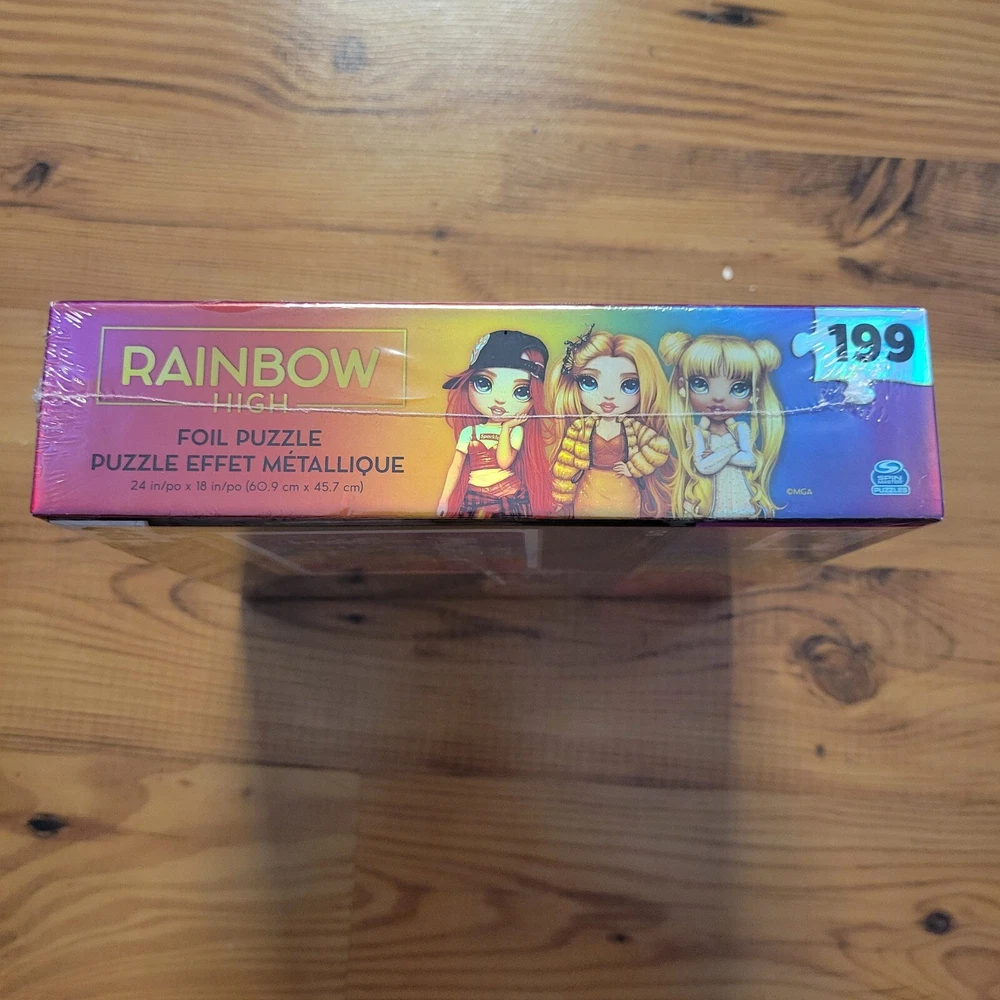 RAINBOW
HIGH
FOIL PUZZLE
PUZZLE EFFET MÉTALLIQUE
24 in/po x 18 in/po (60.9 cm x 45.7 cm)
199
©MGA
SPIN
MASTER
PUZZLES